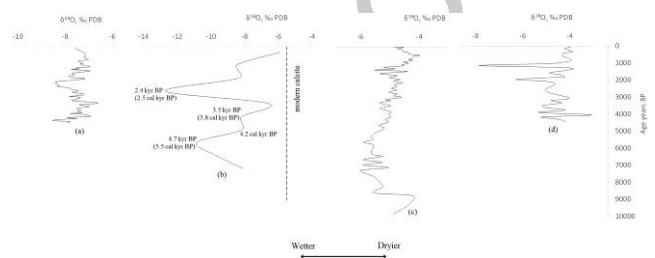 δ¹⁸O, ‰ PDB
δ¹⁸O, ‰ PDB
δ¹⁸O, ‰ PDB
δ¹⁸O, ‰ PDB
-10 -8 -6
-14 -12 -10 -8 -6 -4
-6 -4
-8 -6 -4
0
1000
2000
3000
4000
5000
6000
7000
8000
9000
10000
Age years BP
modern calcite
2.4 kyr BP
(2.5 cal kyr BP)
3.5 kyr BP
(3.8 cal kyr BP)
4.2 cal kyr BP
4.7 kyr BP
(5.5 cal kyr BP)
(a)
(b)
(c)
(d)
Wetter
Dryier